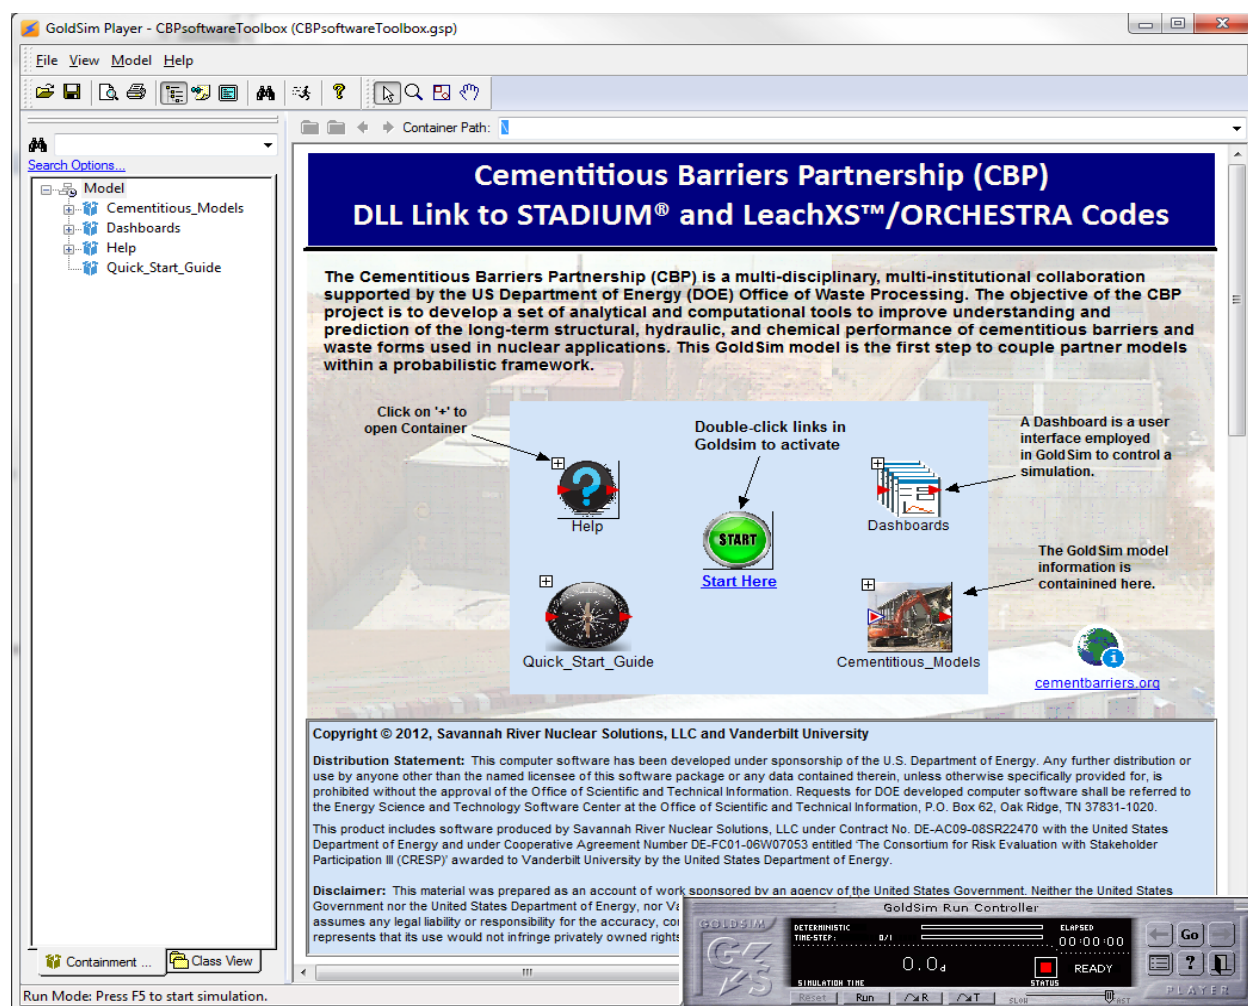 GoldSim Player - CBPsoftwareToolbox (CBPsoftwareToolbox.gsp)
File View Model Help
Container Path: \
Search Options...
Model
Cementitious_Models
Dashboards
Help
Quick_Start_Guide
Cementitious Barriers Partnership (CBP)
DLL Link to STADIUM® and LeachXS™/ORCHESTRA Codes
The Cementitious Barriers Partnership (CBP) is a multi-disciplinary, multi-institutional collaboration
supported by the US Department of Energy (DOE) Office of Waste Processing. The objective of the CBP
project is to develop a set of analytical and computational tools to improve understanding and
prediction of the long-term structural, hydraulic, and chemical performance of cementitious barriers and
waste forms used in nuclear applications. This GoldSim model is the first step to couple partner models
within a probabilistic framework.
Click on '+' to
open Container
Double-click links in
Goldsim to activate
A Dashboard is a user
interface employed
in GoldSim to control a
simulation.
Help
START
Start Here
Dashboards
The GoldSim model
information is
containined here.
Quick_Start_Guide
Cementitious_Models
cementbarriers.org
Copyright © 2012, Savannah River Nuclear Solutions, LLC and Vanderbilt University
Distribution Statement: This computer software has been developed under sponsorship of the U.S. Department of Energy. Any further distribution or
use by anyone other than the named licensee of this software package or any data contained therein, unless otherwise specifically provided for, is
prohibited without the approval of the Office of Scientific and Technical Information. Requests for DOE developed computer software shall be referred to
the Energy Science and Technology Software Center at the Office of Scientific and Technical Information, P.O. Box 62, Oak Ridge, TN 37831-1020.
This product includes software produced by Savannah River Nuclear Solutions, LLC under Contract No. DE-AC09-08SR22470 with the United States
Department of Energy and under Cooperative Agreement Number DE-FC01-06W07053 entitled 'The Consortium for Risk Evaluation with Stakeholder
Participation III (CRESP)' awarded to Vanderbilt University by the United States Department of Energy.
Disclaimer: This material was prepared as an account of work sponsored by an agency of the United States Government. Neither the United States
Government nor the United States Department of Energy, nor
assumes any legal liability or responsibility for the accuracy,
represents that its use would not infringe privately owned rights
GoldSim Run Controller
GOLDSIM
DETERMINISTIC
TIME-STEP: 0/1
ELAPSED
00:00:00
Go
0.0d
READY
SIMULATION TIME
STATUS
Reset Run R T SLOW FAST
PLAYER
Containment ... Class View
Run Mode: Press F5 to start simulation.